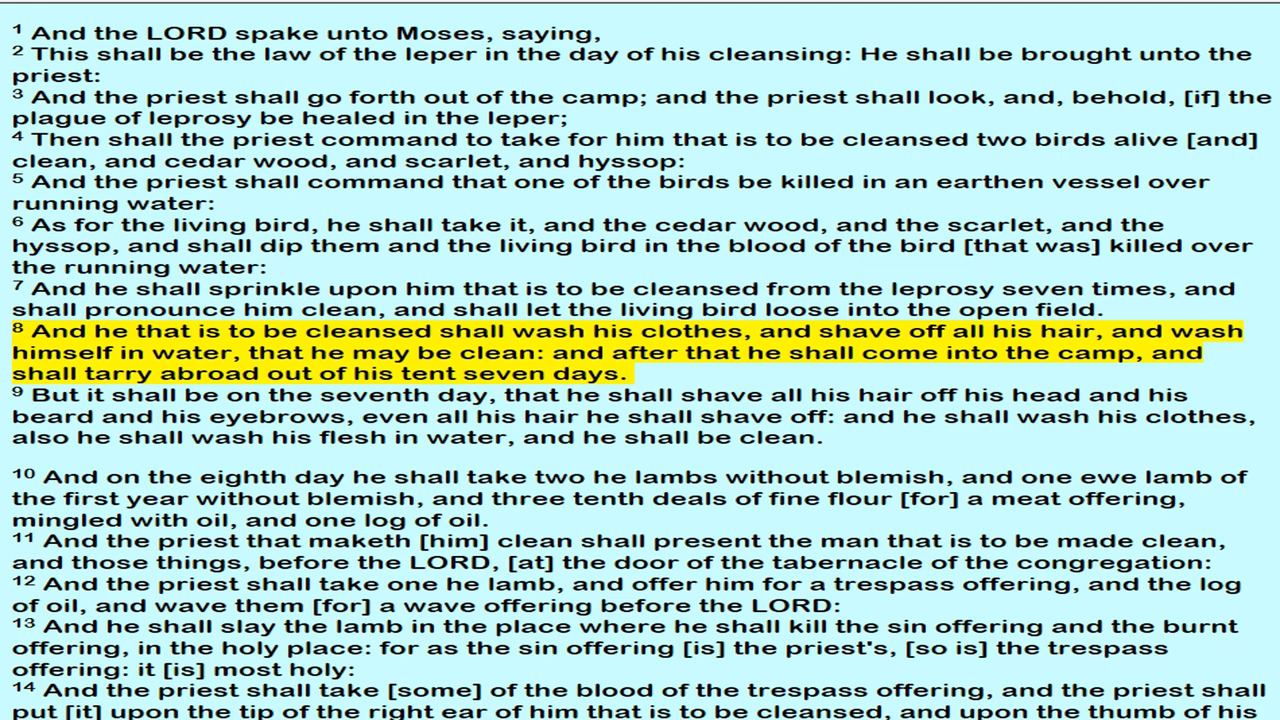 1 And the LORD spake unto Moses, saying,
2 This shall be the law of the leper in the day of his cleansing: He shall be brought unto the
priest:
3 And the priest shall go forth out of the camp; and the priest shall look, and, behold, [if] the
plague of leprosy be healed in the leper;
4 Then shall the priest command to take for him that is to be cleansed two birds alive [and]
clean, and cedar wood, and scarlet, and hyssop:
5 And the priest shall command that one of the birds be killed in an earthen vessel over
running water:
6 As for the living bird, he shall take it, and the cedar wood, and the scarlet, and the
hyssop, and shall dip them and the living bird in the blood of the bird [that was] killed over
the running water:
7 And he shall sprinkle upon him that is to be cleansed from the leprosy seven times, and
shall pronounce him clean, and shall let the living bird loose into the open field.
8 And he that is to be cleansed shall wash his clothes, and shave off all his hair, and wash
himself in water, that he may be clean: and after that he shall come into the camp, and
shall tarry abroad out of his tent seven days.
9 But it shall be on the seventh day, that he shall shave all his hair off his head and his
beard and his eyebrows, even all his hair he shall shave off: and he shall wash his clothes,
also he shall wash his flesh in water, and he shall be clean.
10 And on the eighth day he shall take two he lambs without blemish, and one ewe lamb of
the first year without blemish, and three tenth deals of fine flour [for] a meat offering,
mingled with oil, and one log of oil.
11 And the priest that maketh [him] clean shall present the man that is to be made clean,
and those things, before the LORD, [at] the door of the tabernacle of the congregation:
12 And the priest shall take one he lamb, and offer him for a trespass offering, and the log
of oil, and wave them [for] a wave offering before the LORD:
13 And he shall slay the lamb in the place where he shall kill the sin offering and the burnt
offering, in the holy place: for as the sin offering [is] the priest's, [so is] the trespass
offering: it [is] most holy:
14 And the priest shall take [some] of the blood of the trespass offering, and the priest shall
put [it] upon the tip of the right ear of him that is to be cleansed, and upon the thumb of his